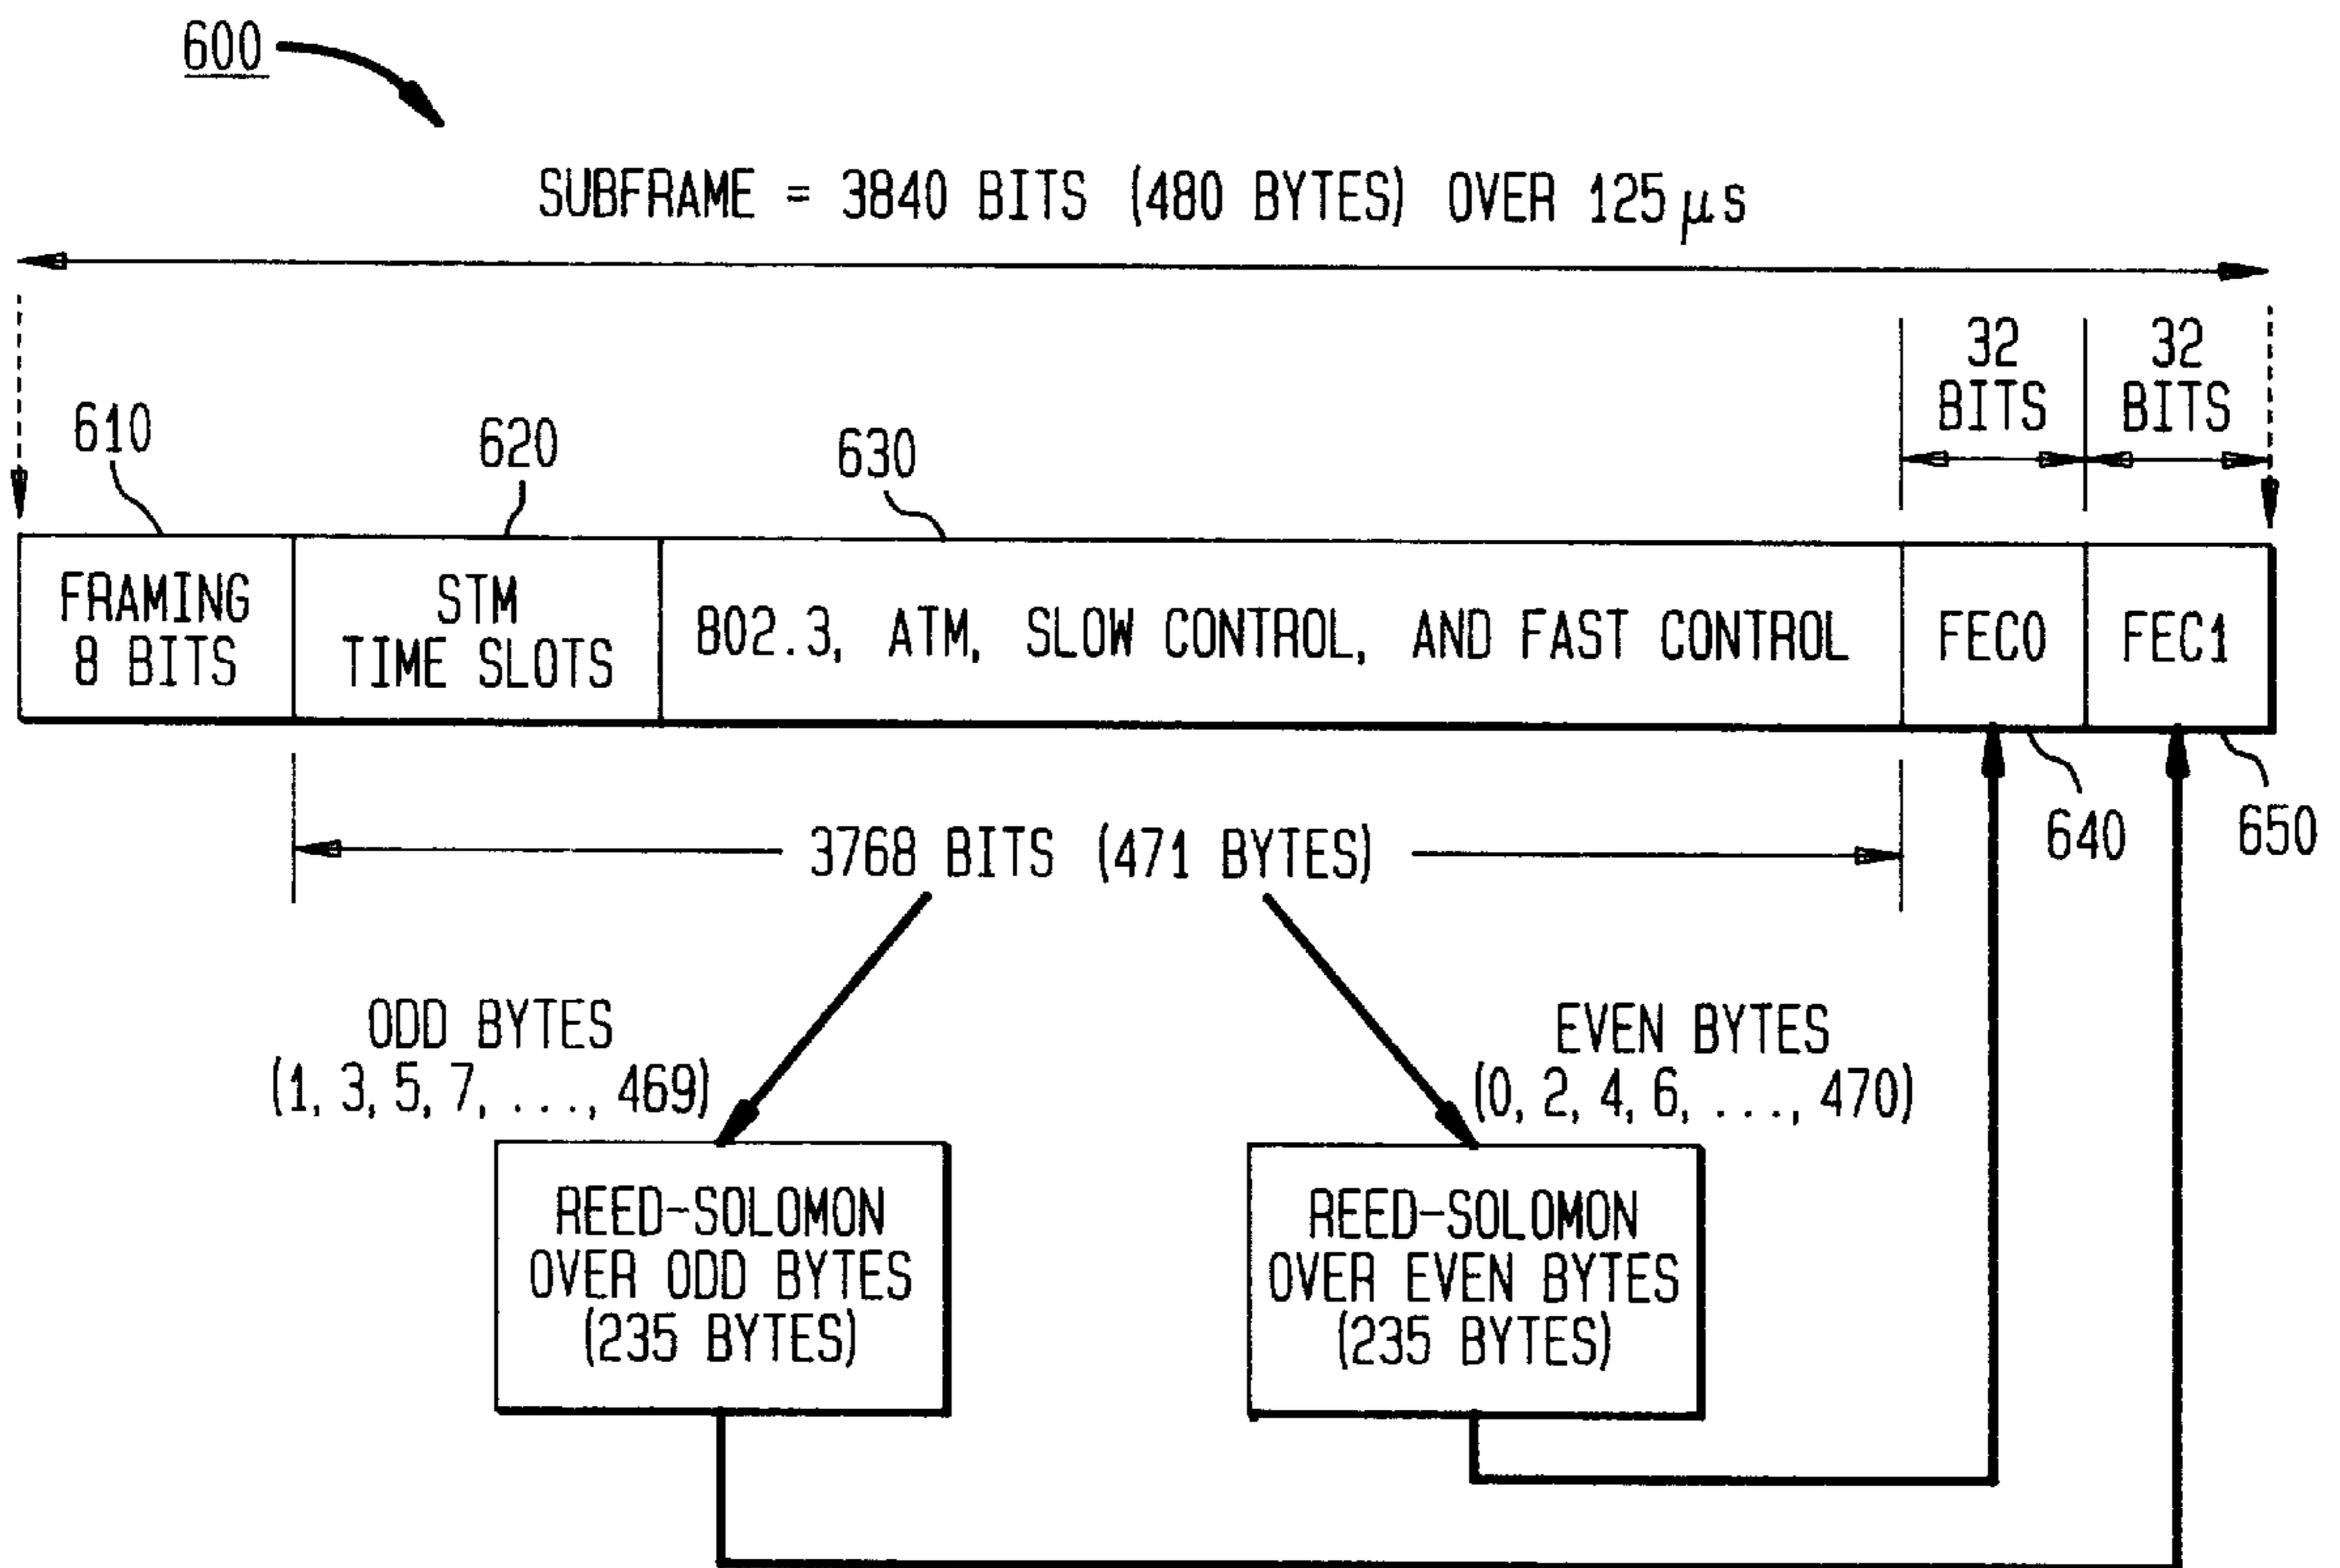 600
SUBFRAME = 3840 BITS (480 BYTES) OVER 125 μs
32
BITS
32
BITS
610
620
630
FRAMING
8 BITS
STM
TIME SLOTS
802.3, ATM, SLOW CONTROL, AND FAST CONTROL
FEC0
FEC1
640
650
3768 BITS (471 BYTES)
ODD BYTES
(1, 3, 5, 7, ..., 469)
EVEN BYTES
(0, 2, 4, 6, ..., 470)
REED-SOLOMON
OVER ODD BYTES
(235 BYTES)
REED-SOLOMON
OVER EVEN BYTES
(235 BYTES)